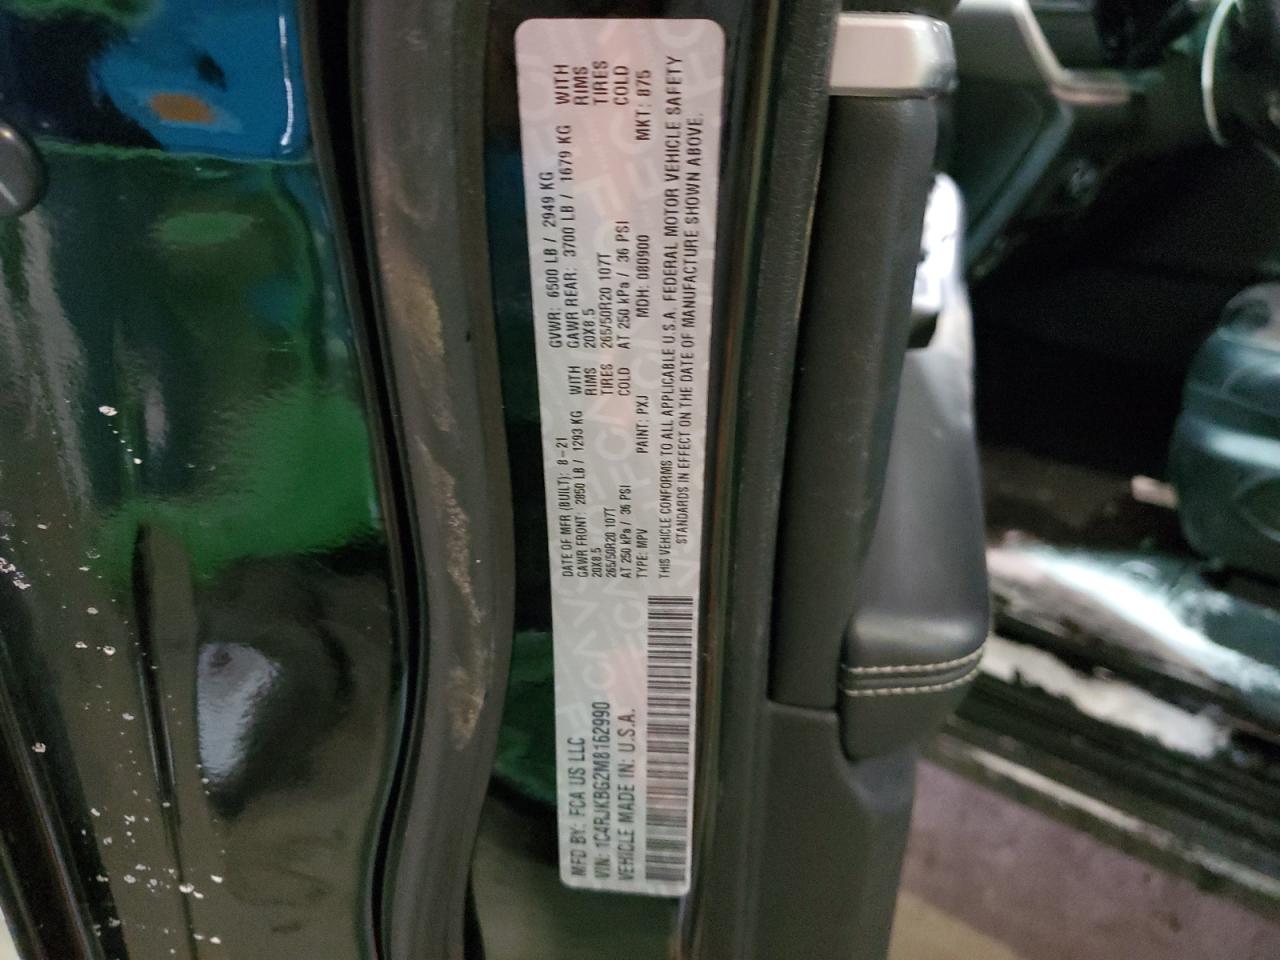 MFD BY: FCA US LLC
DATE OF MFR (BUILT): 8-21
GVWR: 6500 LB / 2949 KG
GAWR FRONT: 2850 LB / 1293 KG WITH
20X8.5 RIMS
265/50R20 107T TIRES
AT 250 kPa / 36 PSI COLD
GAWR REAR: 3700 LB / 1679 KG WITH
20X8.5 RIMS
265/50R20 107T TIRES
AT 250 kPa / 36 PSI COLD
VIN: 1C4RJKBG2M8162990
TYPE: MPV PAINT: PXJ MDH: 080900 MKT: 875
VEHICLE MADE IN: U.S.A.
THIS VEHICLE CONFORMS TO ALL APPLICABLE U.S.A. FEDERAL MOTOR VEHICLE SAFETY
STANDARDS IN EFFECT ON THE DATE OF MANUFACTURE SHOWN ABOVE.